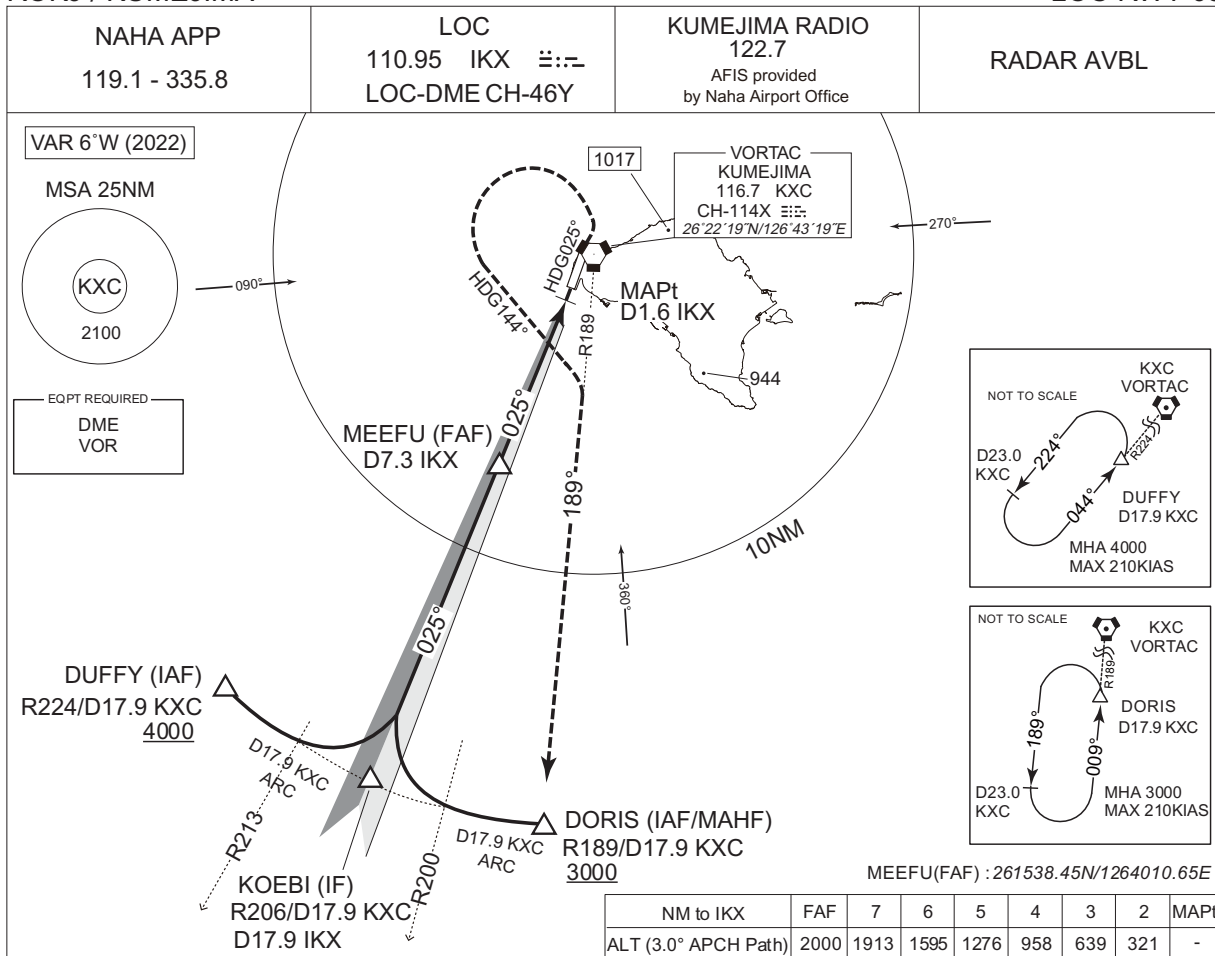 NAHA APP
119.1 - 335.8
LOC
110.95 IKX
LOC-DME CH-46Y
KUMEJIMA RADIO
122.7
AFIS provided
by Naha Airport Office
RADAR AVBL
VAR 6˚W (2022)
MSA 25NM
KXC
2100
EQPT REQUIRED
DME
VOR
090°
270°
360°
1017
VORTAC
KUMEJIMA
116.7 KXC
CH-114X
26˚22´19˝N/126˚43´19˝E
HDG025°
HDG144°
MAPt
D1.6 IKX
R189
944
MEEFU (FAF)
D7.3 IKX
025°
189°
10NM
025°
DUFFY (IAF)
R224/D17.9 KXC
4000
D17.9 KXC
ARC
R213
KOEBI (IF)
R206/D17.9 KXC
D17.9 IKX
R200
D17.9 KXC
ARC
DORIS (IAF/MAHF)
R189/D17.9 KXC
3000
NOT TO SCALE
KXC
VORTAC
R224
D23.0
KXC
224°
044°
DUFFY
D17.9 KXC
MHA 4000
MAX 210KIAS
NOT TO SCALE
KXC
VORTAC
R189
DORIS
D17.9 KXC
189°
009°
D23.0
KXC
MHA 3000
MAX 210KIAS
MEEFU(FAF) : 261538.45N/1264010.65E
NM to IKX FAF 7 6 5 4 3 2 MAPt
ALT (3.0° APCH Path) 2000 1913 1595 1276 958 639 321 -